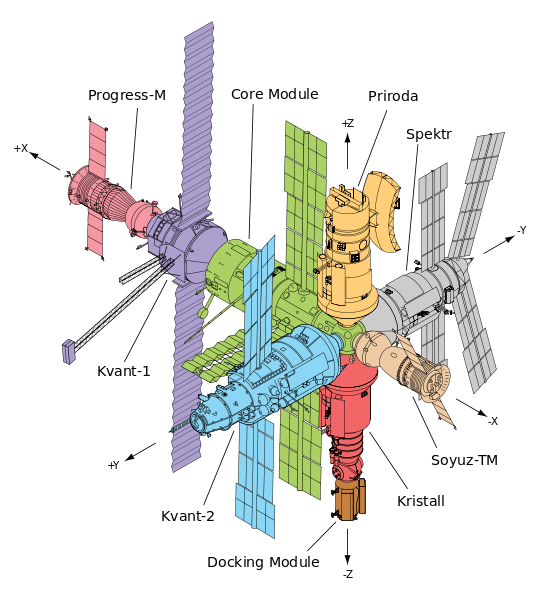 Progress-M
Core Module
Priroda
+Z
Spektr
+X
-Y
Kvant-1
-X
+Y
Soyuz-TM
Kristall
Kvant-2
Docking Module
-Z